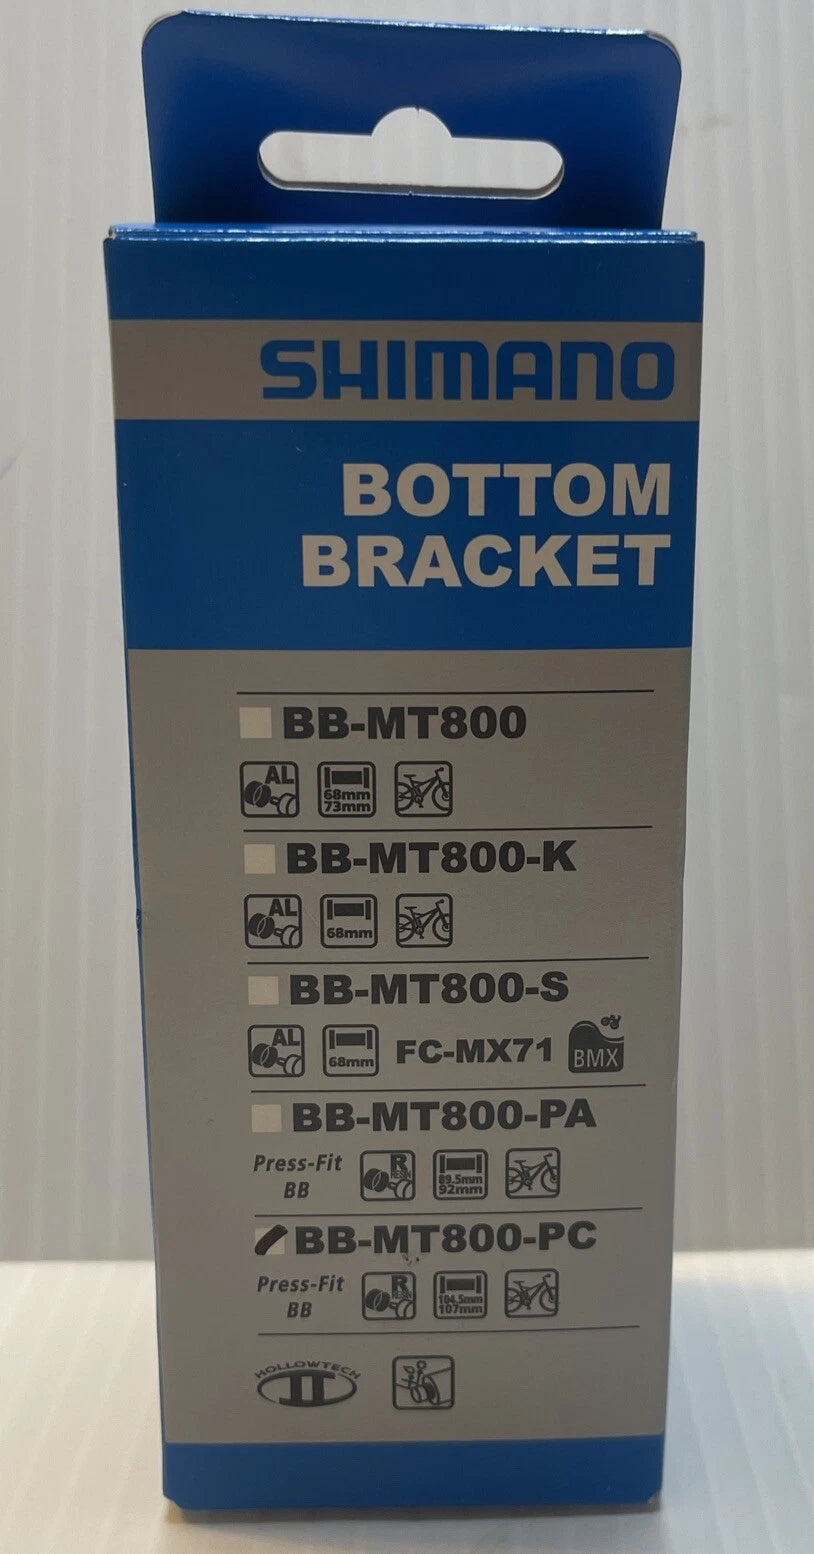 SHIMANO
BOTTOM
BRACKET
BB-MT800
AL
68mm
73mm
BB-MT800-K
AL
68mm
BB-MT800-S
AL
68mm
FC-MX71
BMX
BB-MT800-PA
Press-Fit
BB
R
RESIN
89.5mm
92mm
BB-MT800-PC
Press-Fit
BB
R
RESIN
104.5mm
107mm
HOLLOWTECH
II